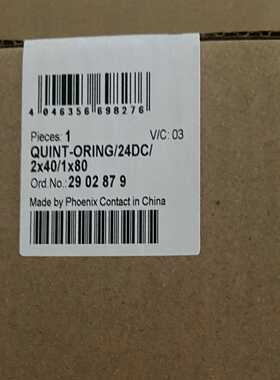 4 046356 698276
Pieces: 1 V/C: 03
QUINT-ORING/24DC/
2x40/1x80
Ord.No.: 29 02 87 9
Made by Phoenix Contact in China